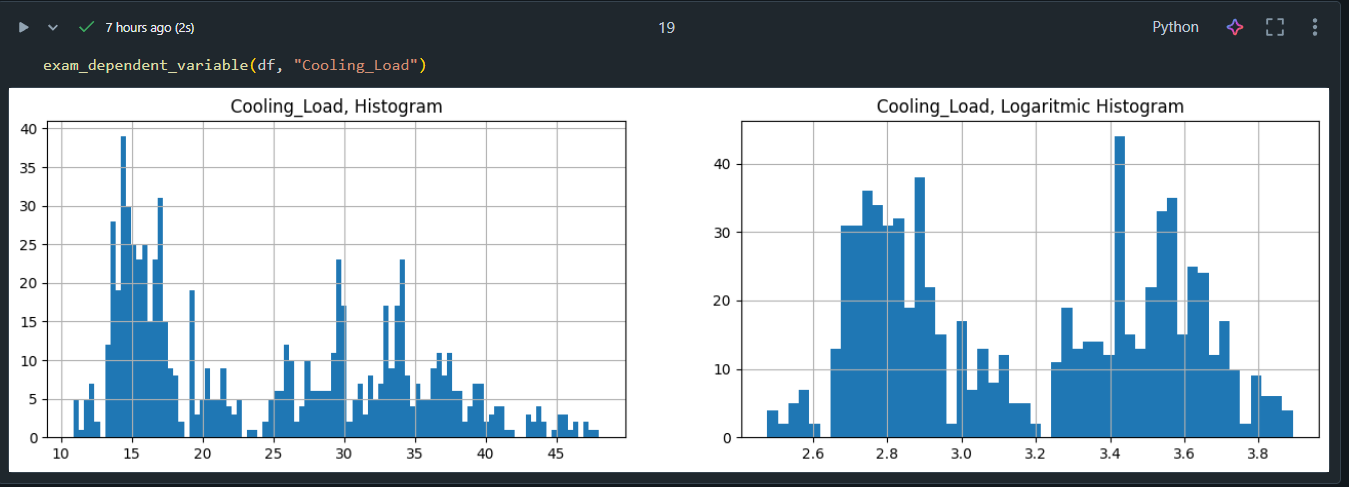 7 hours ago (2s)
19
Python
exam_dependent_variable(df, "Cooling_Load")
Cooling_Load, Histogram
40
35
30
25
20
15
10
5
0
10 15 20 25 30 35 40 45
Cooling_Load, Logaritmic Histogram
40
30
20
10
0
2.6 2.8 3.0 3.2 3.4 3.6 3.8